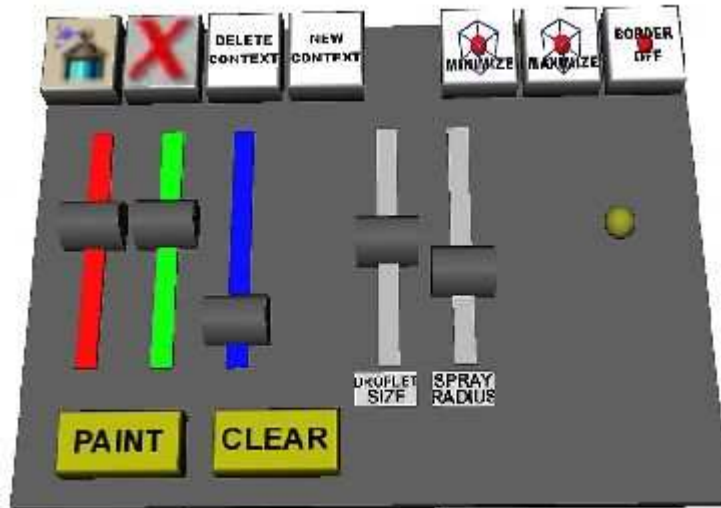 DELETE
CONTEXT
NEW
CONTEXT
MINIMIZE
MAXIMIZE
BORDER
OFF
DROPLET
SIZE
SPRAY
RADIUS
PAINT
CLEAR